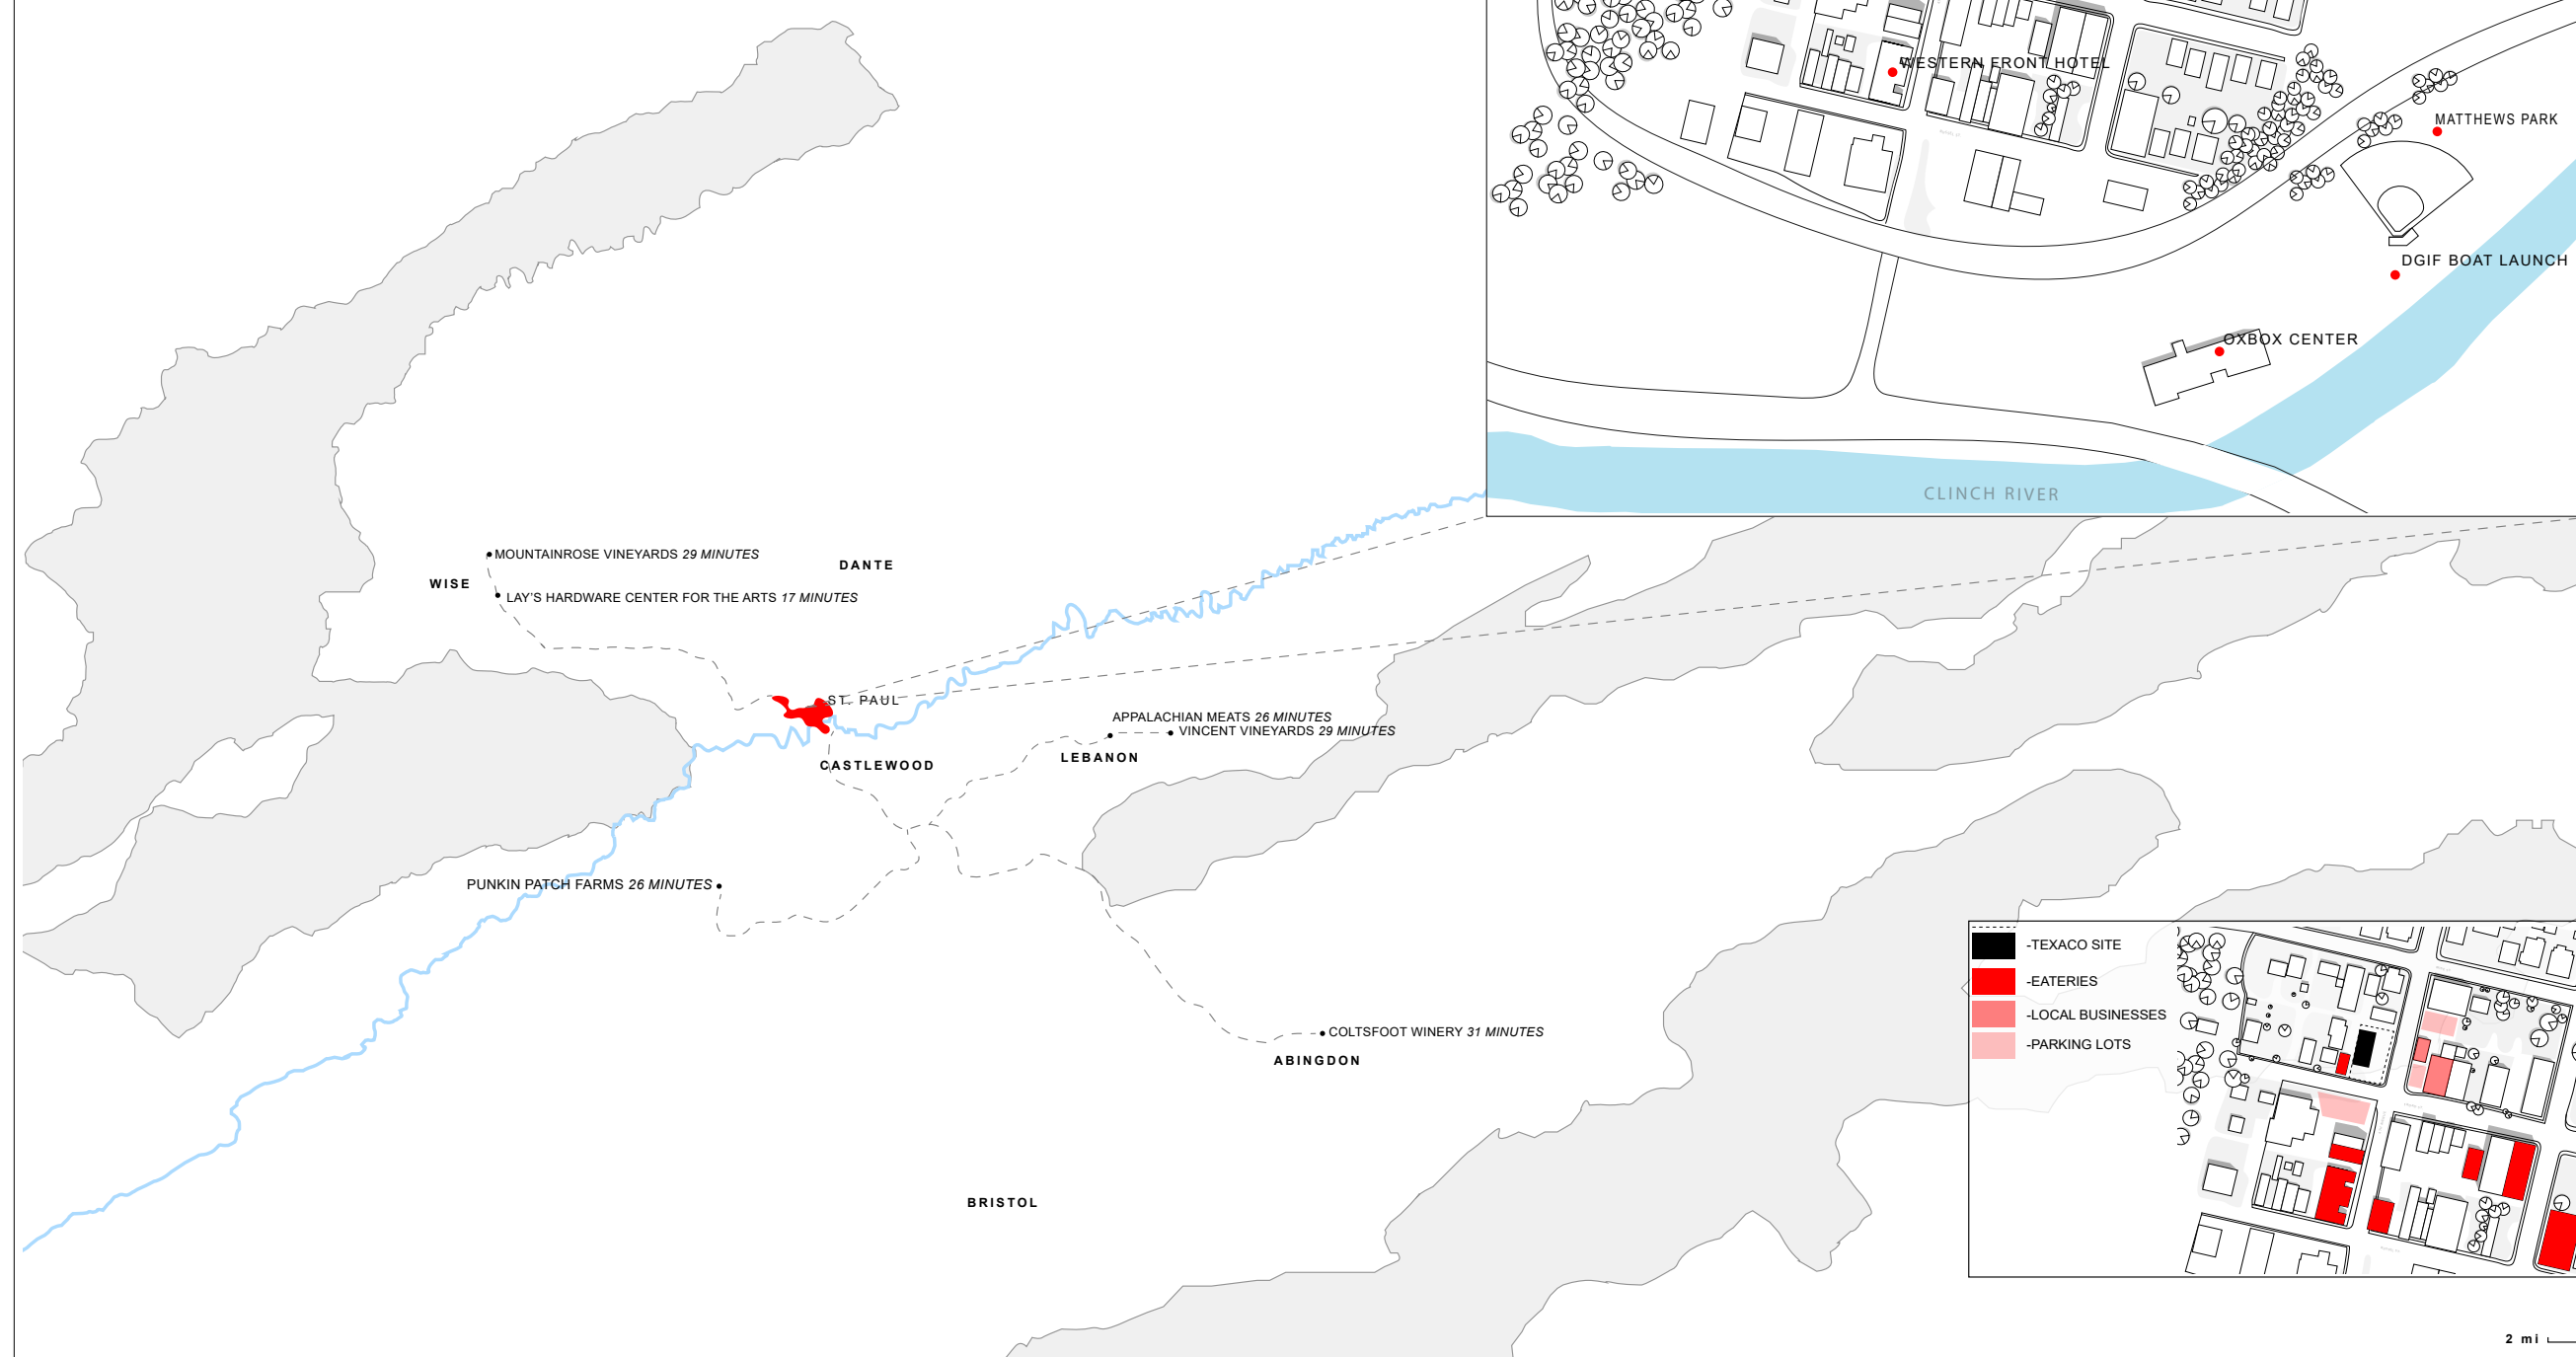 WESTERN FRONT HOTEL
MATTHEWS PARK
DGIF BOAT LAUNCH
OXBOX CENTER
CLINCH RIVER
MOUNTAINROSE VINEYARDS 29 MINUTES
DANTE
WISE
LAY'S HARDWARE CENTER FOR THE ARTS 17 MINUTES
ST. PAUL
APPALACHIAN MEATS 26 MINUTES
VINCENT VINEYARDS 29 MINUTES
LEBANON
CASTLEWOOD
PUNKIN PATCH FARMS 26 MINUTES
COLTSFOOT WINERY 31 MINUTES
ABINGDON
BRISTOL
-TEXACO SITE
-EATERIES
-LOCAL BUSINESSES
-PARKING LOTS
2 mi